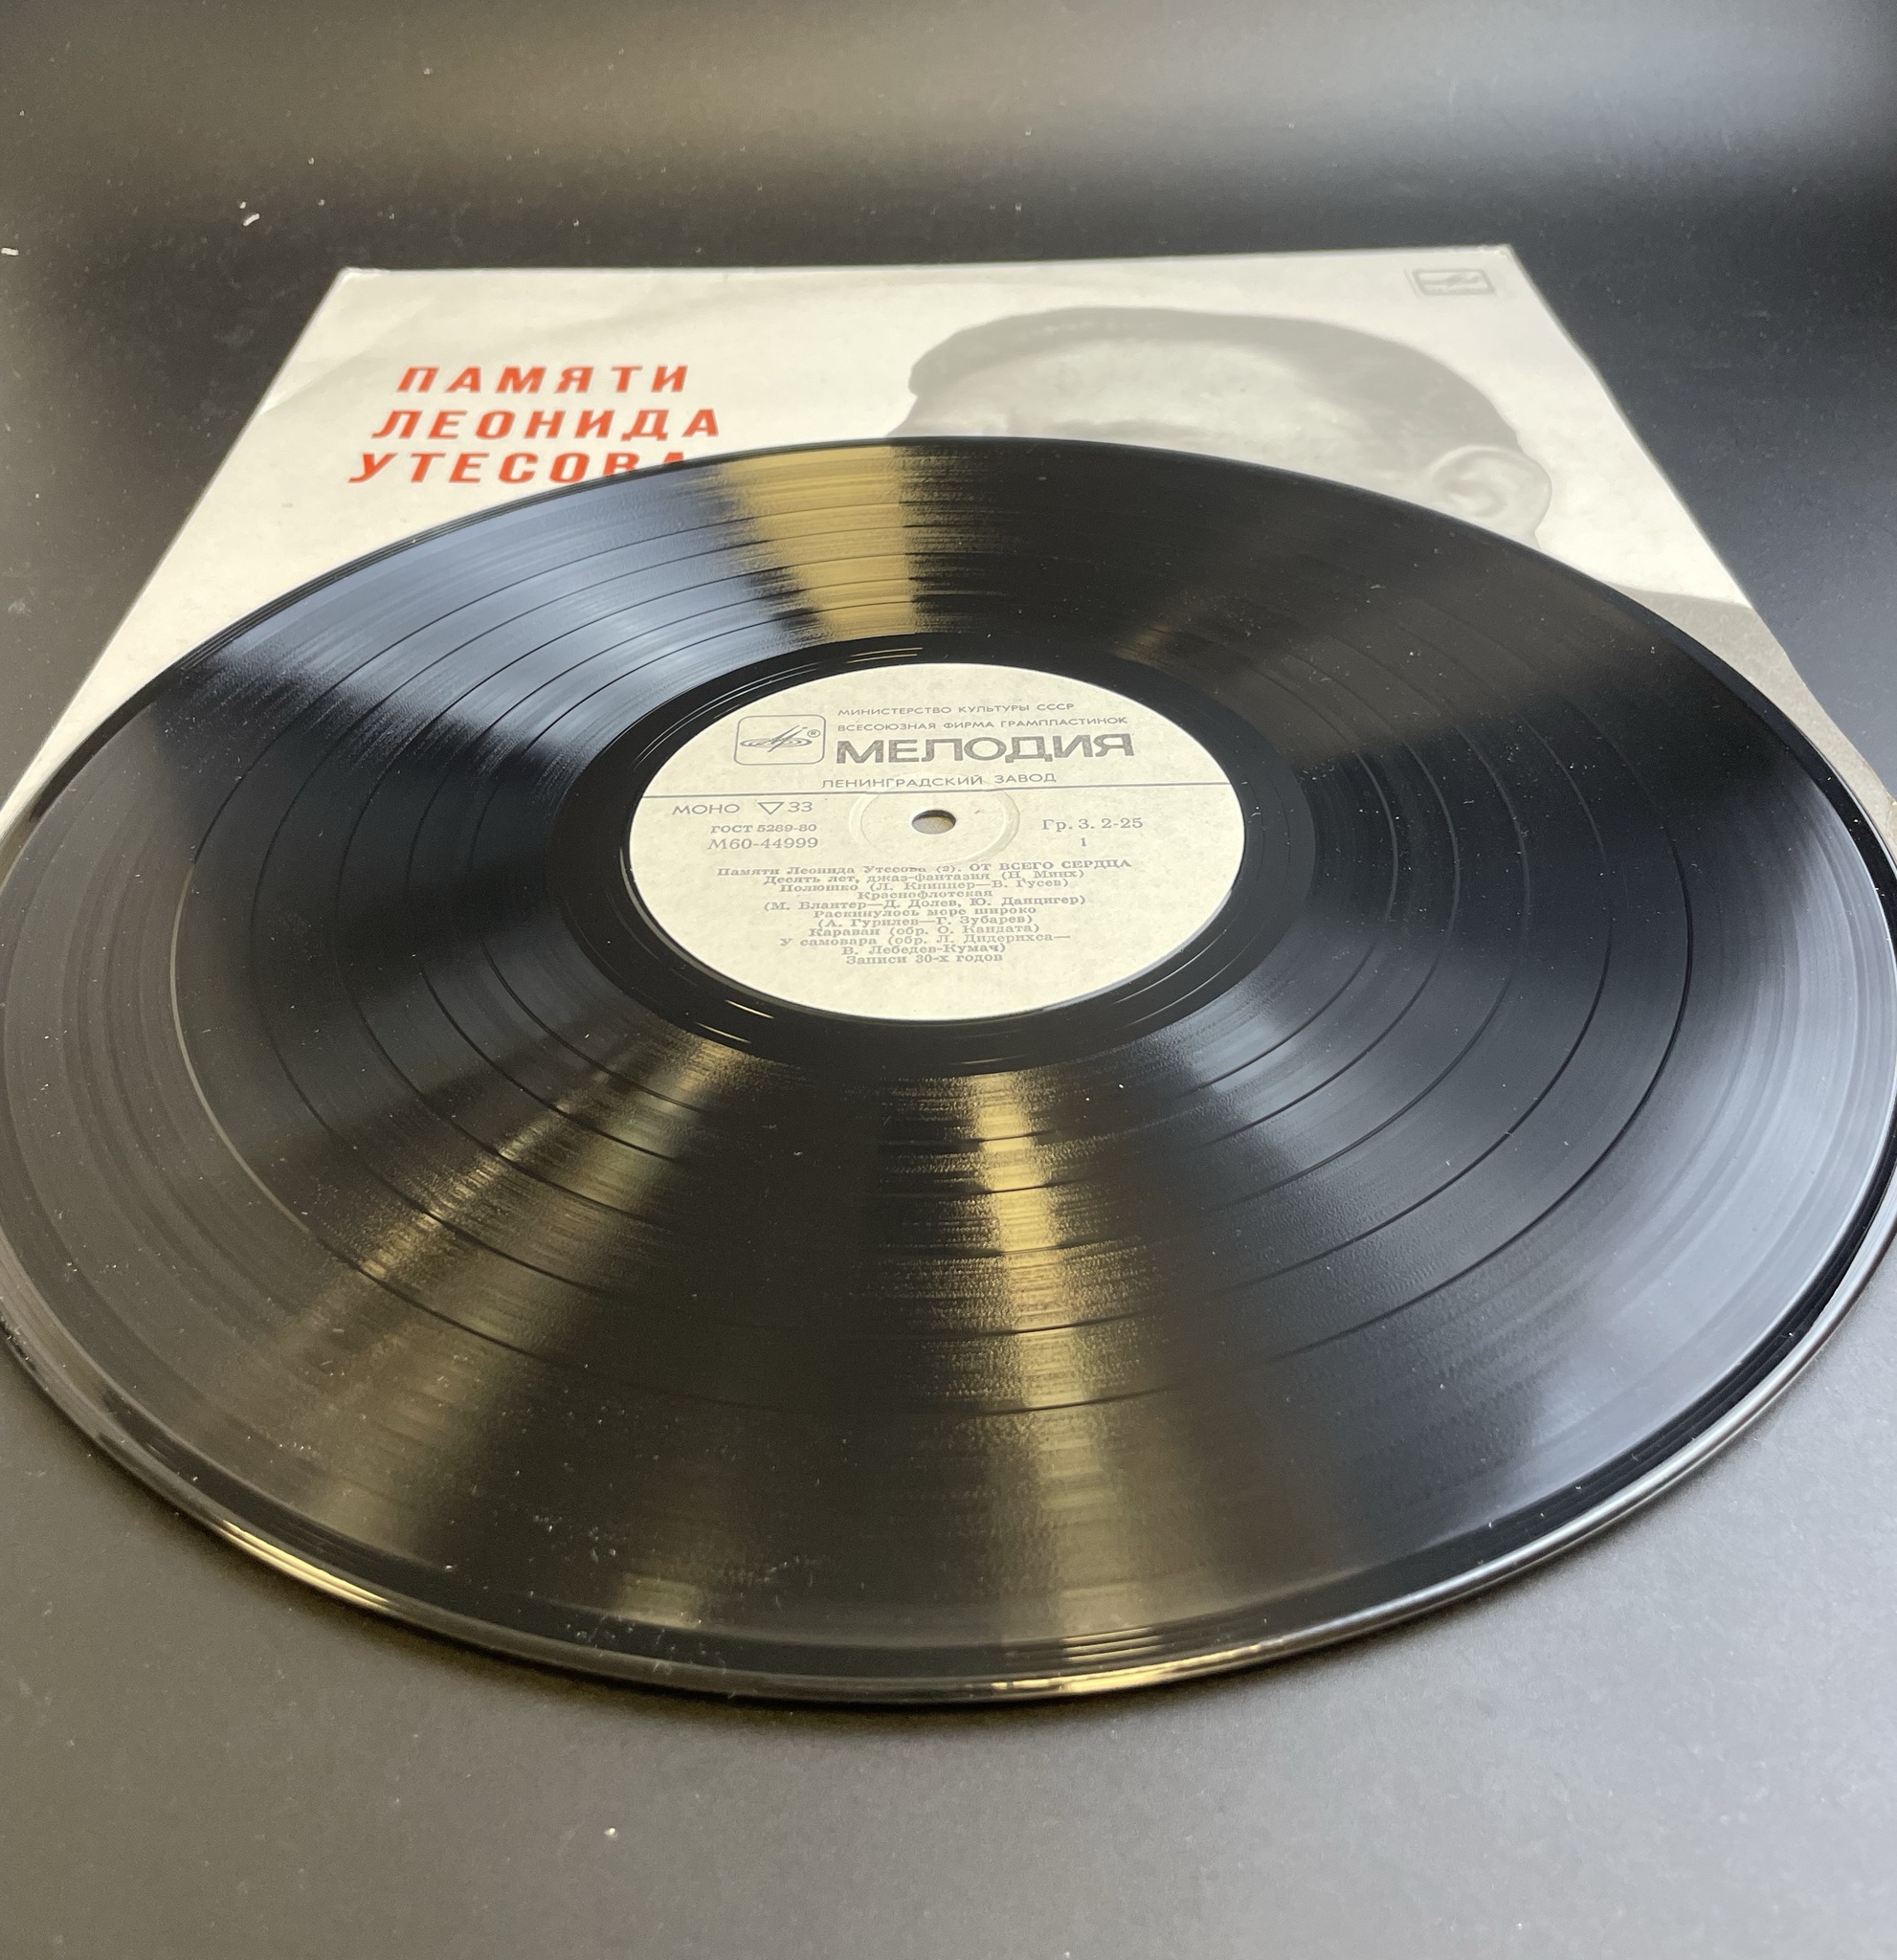 ПАМЯТИ
ЛЕОНИДА
УТЕСОВА
МИНИСТЕРСТВО КУЛЬТУРЫ СССР
ВСЕСОЮЗНАЯ ФИРМА ГРАМПЛАСТИНОК
МЕЛОДИЯ
ЛЕНИНГРАДСКИЙ ЗАВОД
МОНО ▽33
ГОСТ 5289-80
М60-44999
Гр. 3. 2-25
1
Памяти Леонида Утесова (2). ОТ ВСЕГО СЕРДЦА
Десять лет, джаз-фантазия (Н. Минх)
Полюшко (Л. Книппер—В. Гусев)
Краснофлотская
(М. Блантер—Д. Долев, Ю. Данцигер)
Раскинулось море широко
(А. Гурилев—Г. Зубарев)
Караван (обр. О. Кандата)
У самовара (обр. Л. Дидерихса—
В. Лебедев-Кумач)
Записи 30-х годов